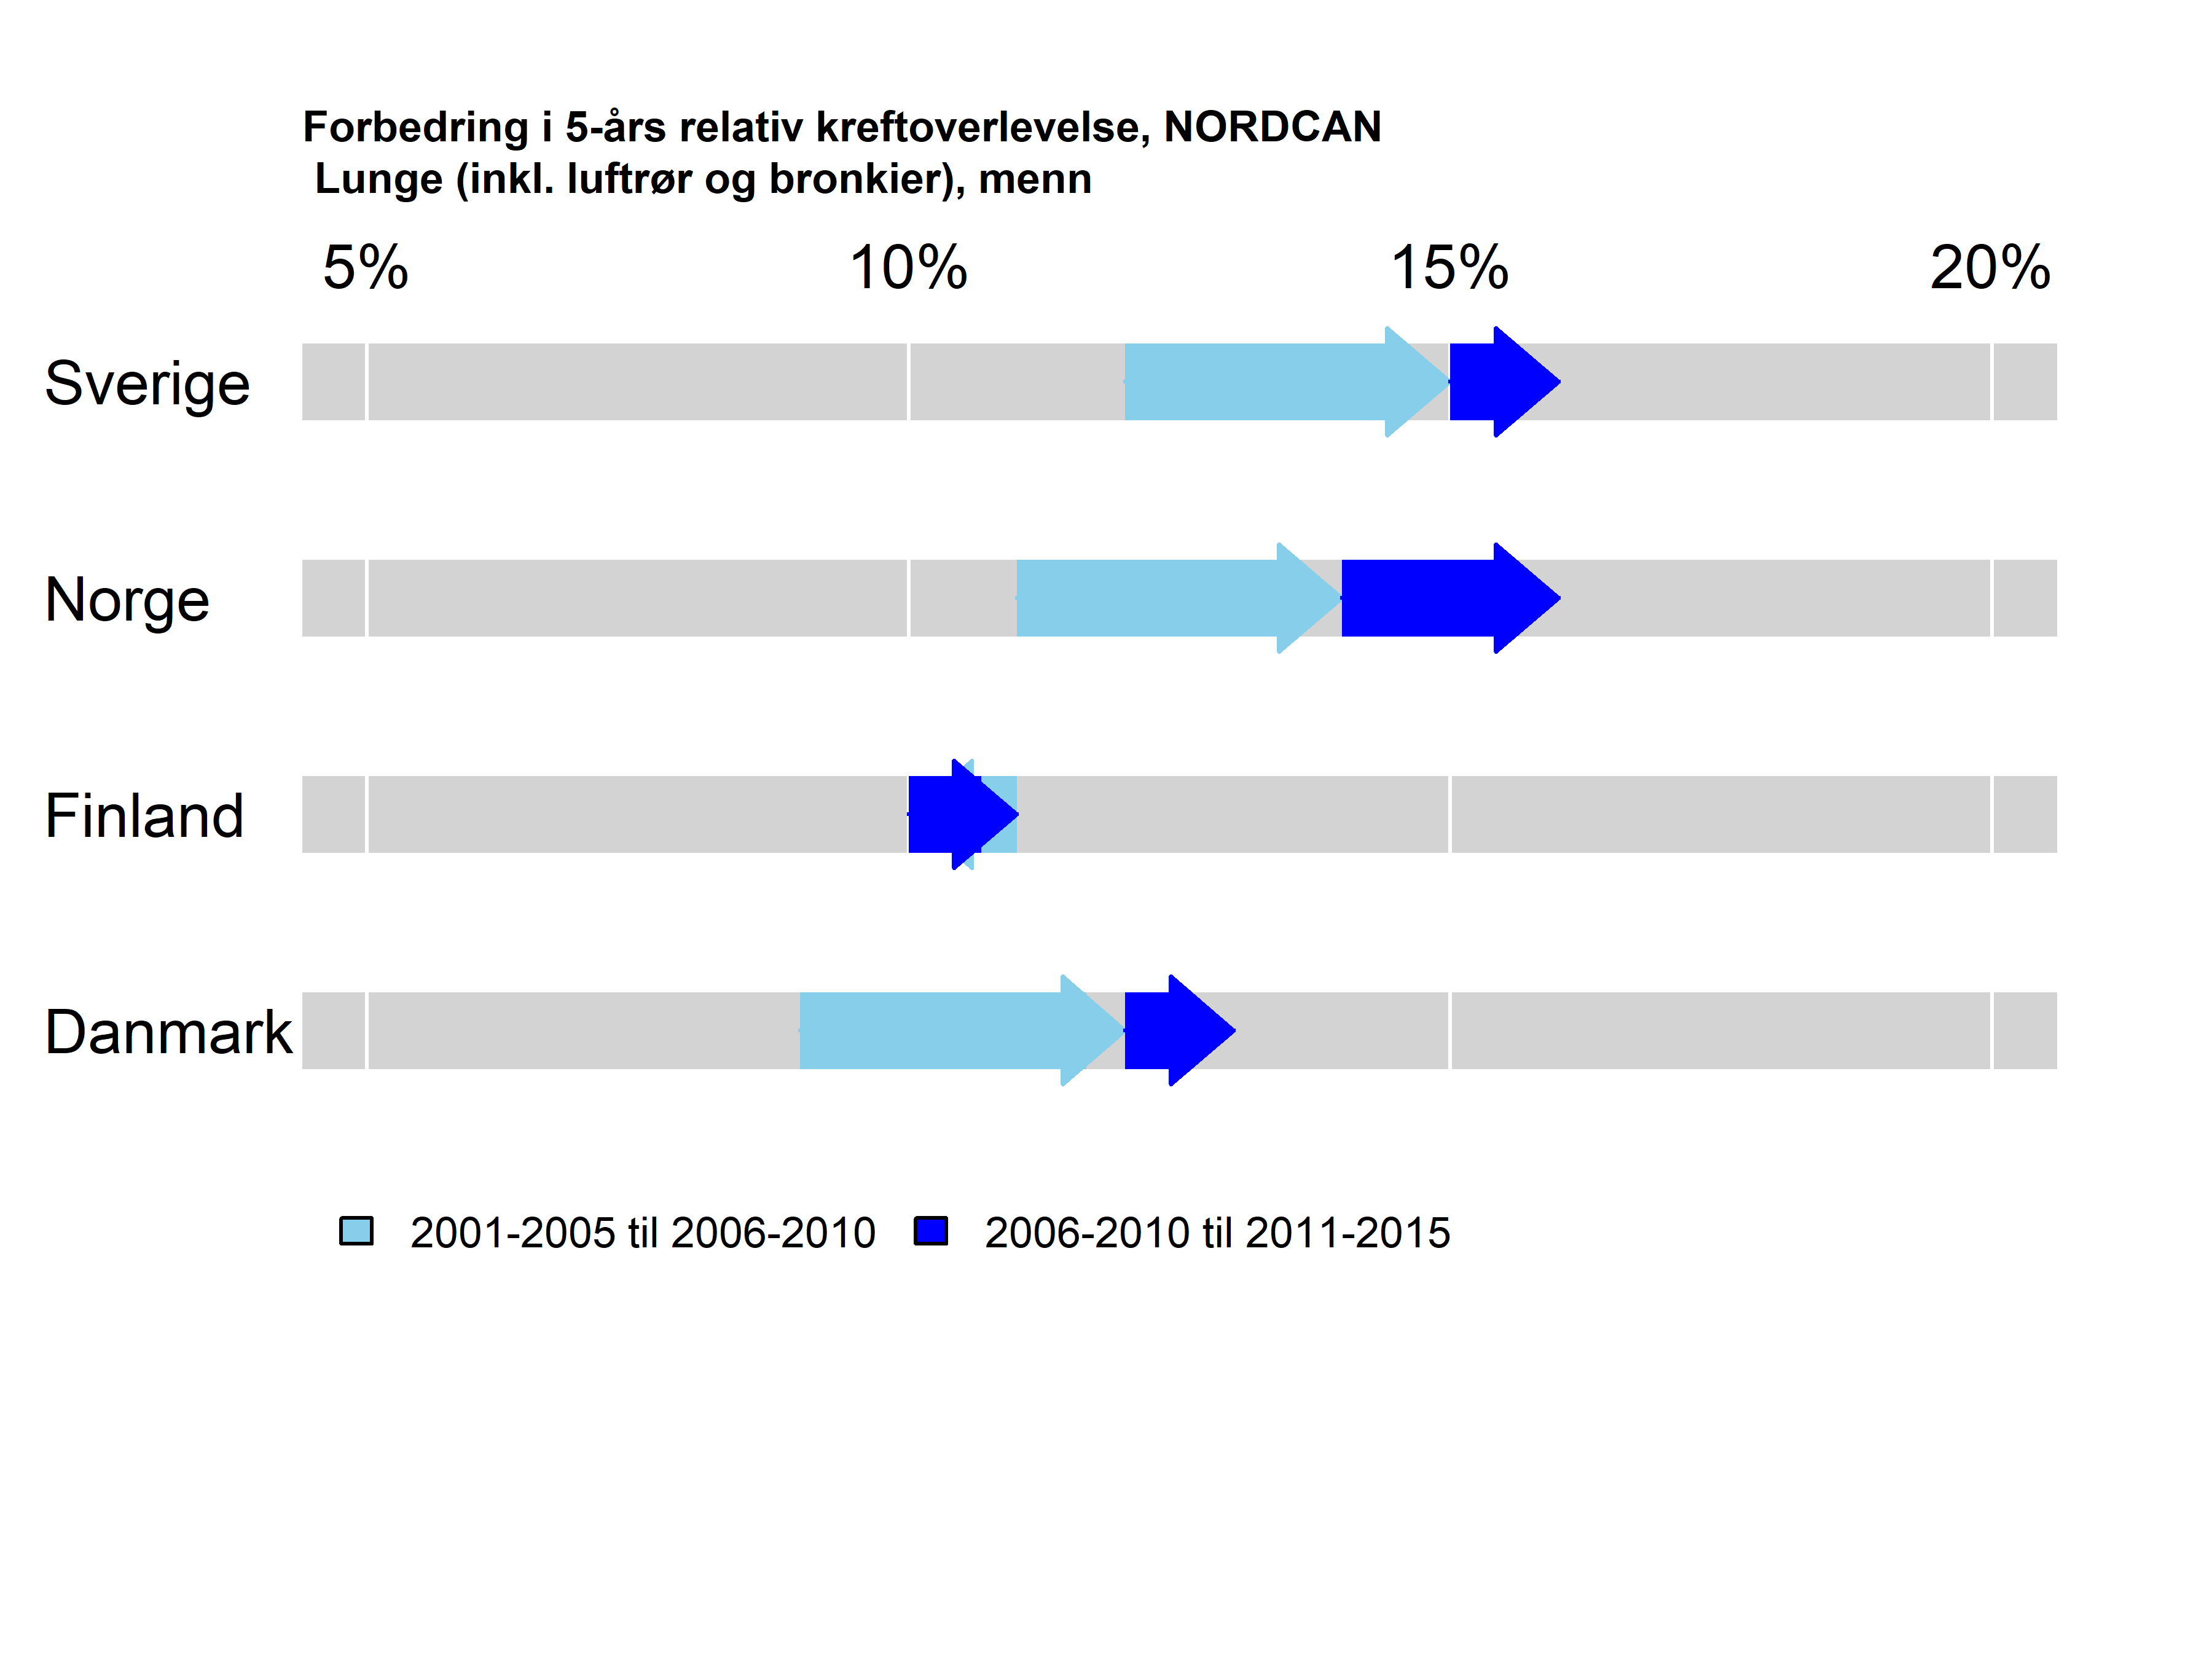 Forbedring i 5-års relativ kreftoverlevelse, NORDCAN
Lunge (inkl. luftrør og bronkier), menn
5% 10% 15% 20%
Sverige
Norge
Finland
Danmark
2001-2005 til 2006-2010 2006-2010 til 2011-2015